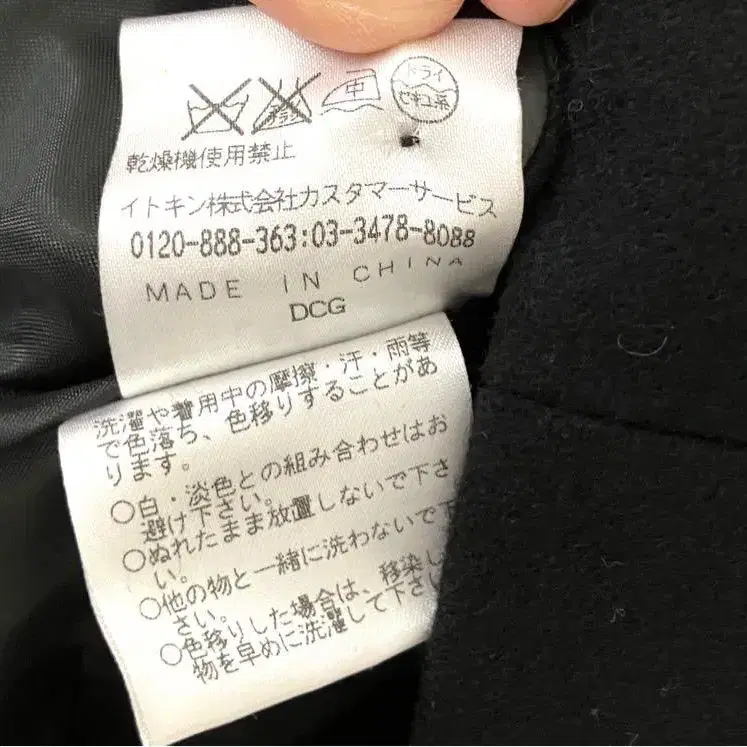 中
ドライ
セキユ系
乾燥機使用禁止
イトキン株式会社カスタマーサービス
0120-888-363:03-3478-8088
MADE IN CHINA
DCG
洗濯や着用中の摩擦・汗・雨等
で色落ち、色移りすることがあ
ります。
○白・淡色との組み合わせはお
避け下さい。
○ぬれたまま放置しないで下さ
い。
○他の物と一緒に洗わないで下
さい。
○色移りした場合は、移染し
物を早めに洗濯して下さい